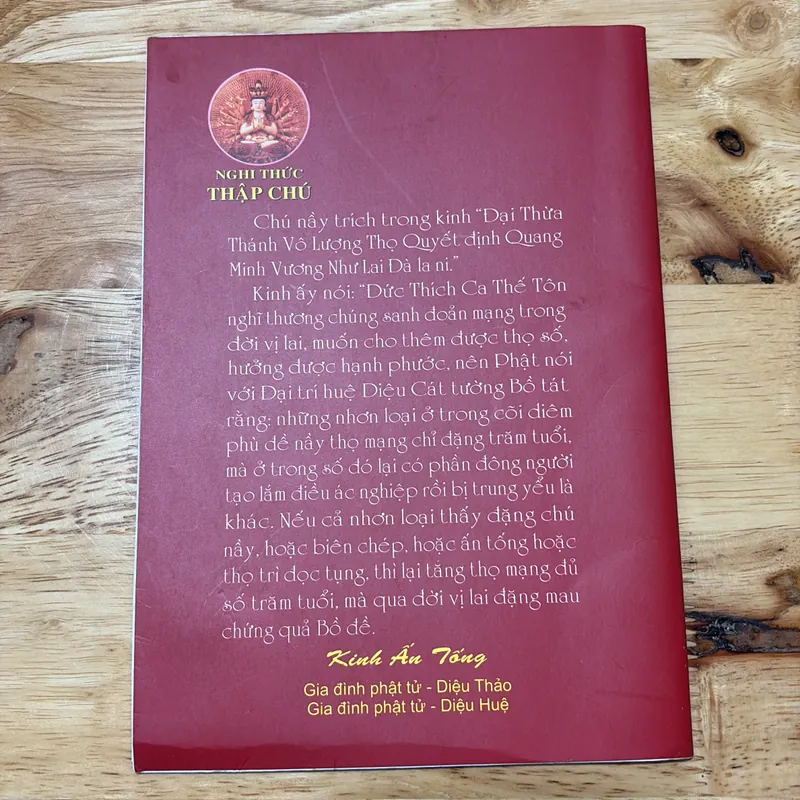 NGHI THỨC
THẬP CHÚ
Chú nầy trích trong kinh “Đại Thừa
Thánh Vô Lượng Thọ Quyết định Quang
Minh Vương Như Lai Đà la ni.”
Kinh ấy nói: “Đức Thích Ca Thế Tôn
nghĩ thương chúng sanh đoản mạng trong
đời vị lai, muốn cho thêm được thọ số,
hưởng được hạnh phước, nên Phật nói
với Đại trí huệ Diệu Cát tường Bồ tát
rằng: những nhơn loại ở trong cõi diêm
phù đề nầy thọ mạng chỉ đặng trăm tuổi,
mà ở trong số đó lại có phần đông người
tạo lắm điều ác nghiệp rồi bị trung yểu là
khác. Nếu cả nhơn loại thấy đặng chú
nầy, hoặc biên chép, hoặc ấn tống hoặc
thọ trì đọc tụng, thì lại tăng thọ mạng đủ
số trăm tuổi, mà qua đời vị lai đặng mau
chứng quả Bồ đề.
Kinh Ấn Tống
Gia đình phật tử - Diệu Thảo
Gia đình phật tử - Diệu Huệ